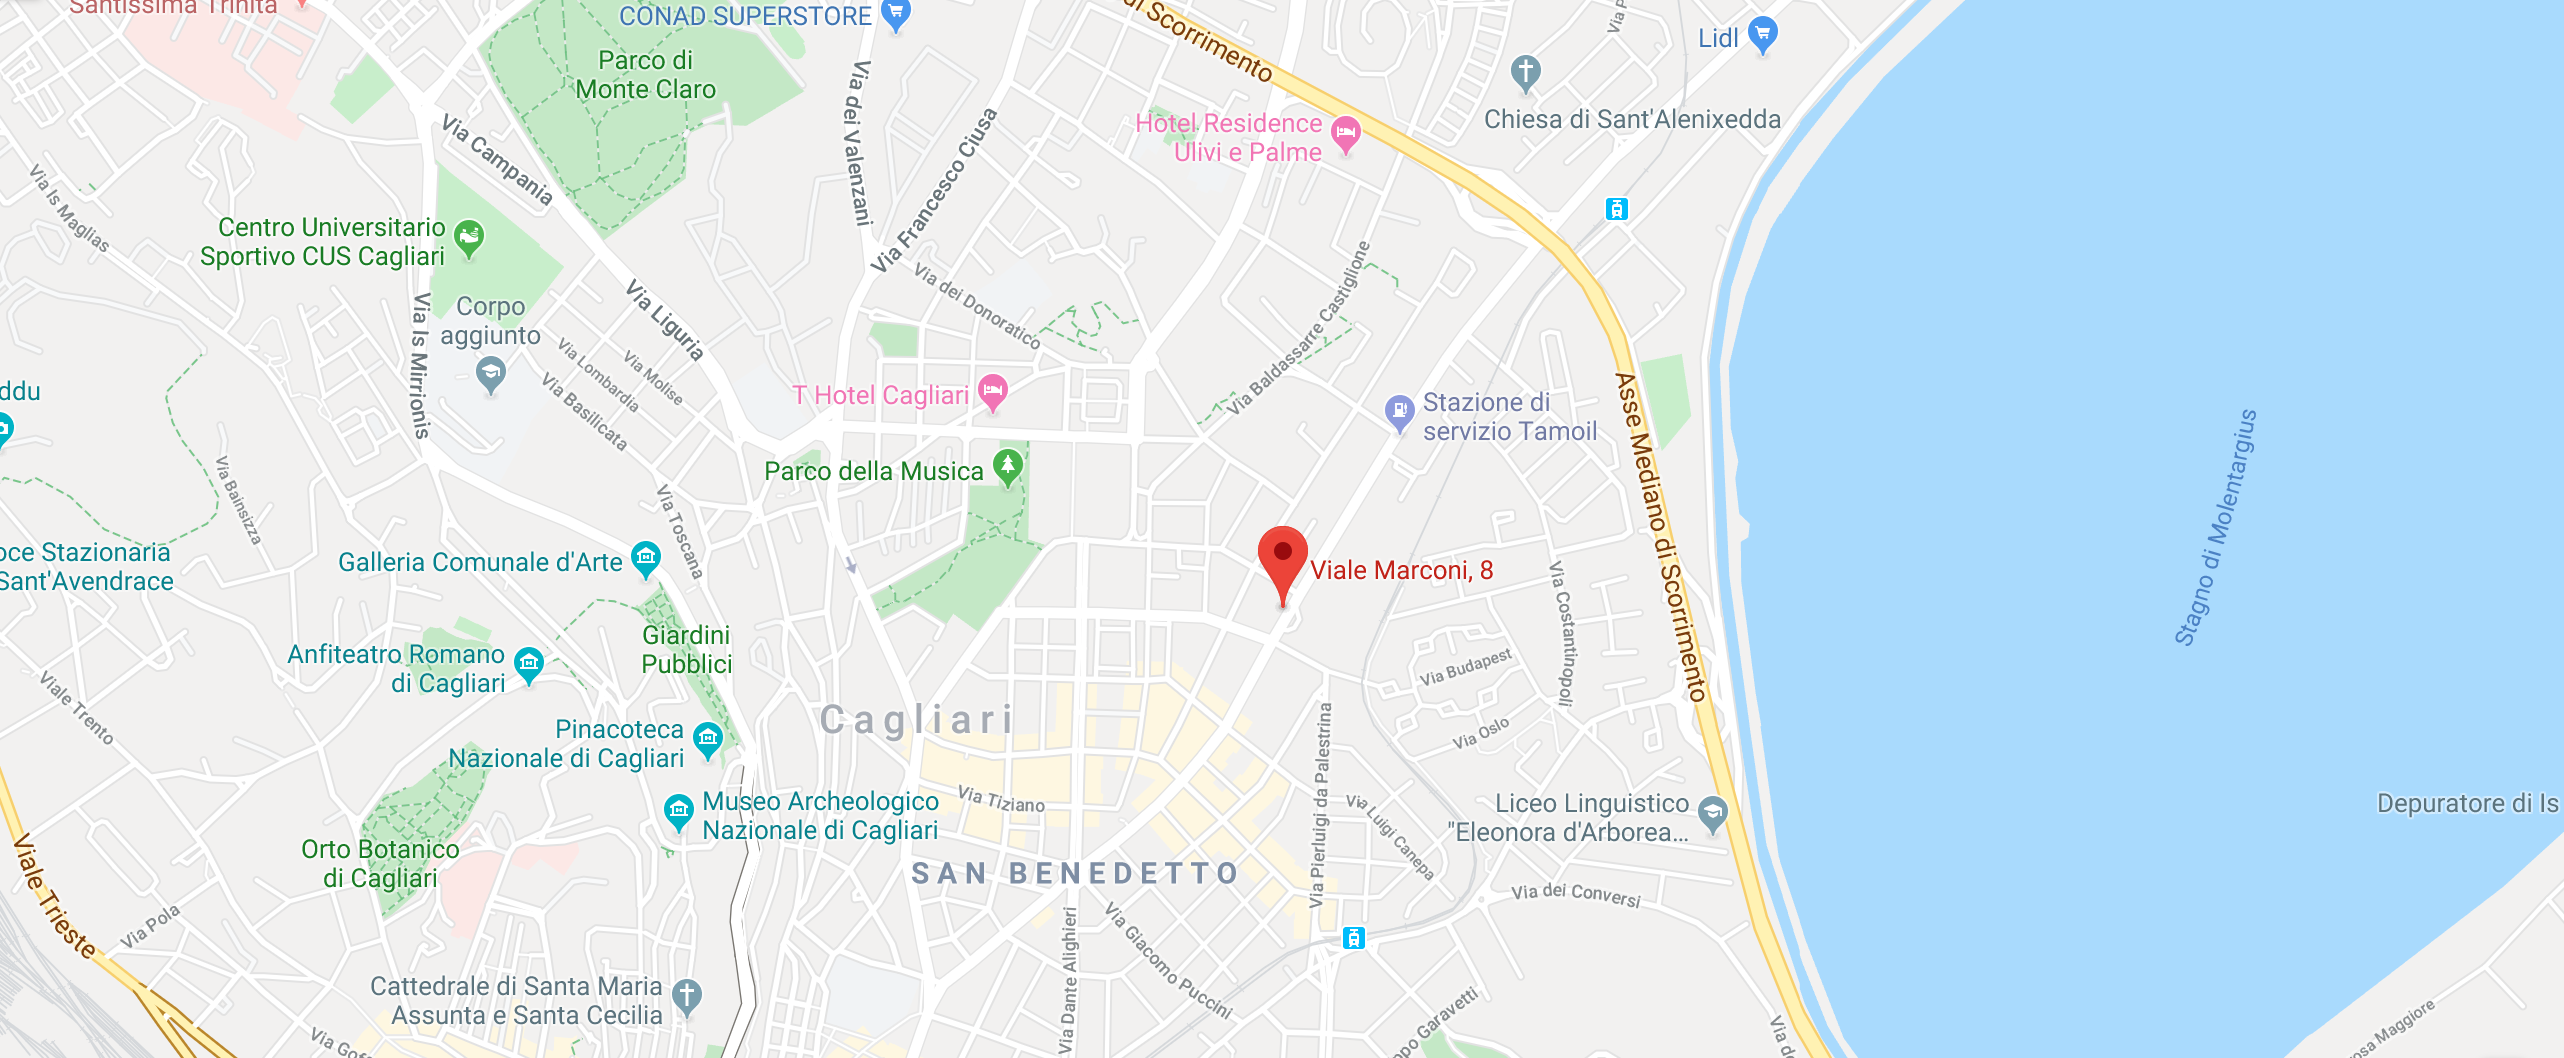 Santissima Trinità
CONAD SUPERSTORE
di Scorrimento
Lidl
Parco di
Monte Claro
Via dei Valenzani
Via Francesco Ciusa
Hotel Residence
Ulivi e Palme
Chiesa di Sant'Alenixedda
Via Campania
Via Is Maglias
Centro Universitario
Sportivo CUS Cagliari
Corpo
aggiunto
Via Is Mirrionis
Via Liguria
Via dei Donoratico
Via Baldassarre Castiglione
Via Lombardia
Via Molise
Via Basilicata
T Hotel Cagliari
Stazione di
servizio Tamoil
Asse Mediano di Scorrimento
Stagno di Molentargius
ddu
Parco della Musica
Via Bainsizza
Via Toscana
oce Stazionaria
Sant'Avendrace
Galleria Comunale d'Arte
Viale Marconi, 8
Via Costantinopoli
Giardini
Pubblici
Anfiteatro Romano
di Cagliari
Via Budapest
Viale Trento
Cagliari
Via Oslo
Pinacoteca
Nazionale di Cagliari
Via Pierluigi da Palestrina
Museo Archeologico
Nazionale di Cagliari
Via Tiziano
Via Luigi Canepa
Liceo Linguistico
"Eleonora d'Arborea...
Depuratore di Is
Orto Botanico
di Cagliari
SAN BENEDETTO
Viale Trieste
Via Pola
Via dei Conversi
Via Dante Alighieri
Via Giacomo Puccini
Cattedrale di Santa Maria
Assunta e Santa Cecilia
opo Garavetti
osa Maggiore